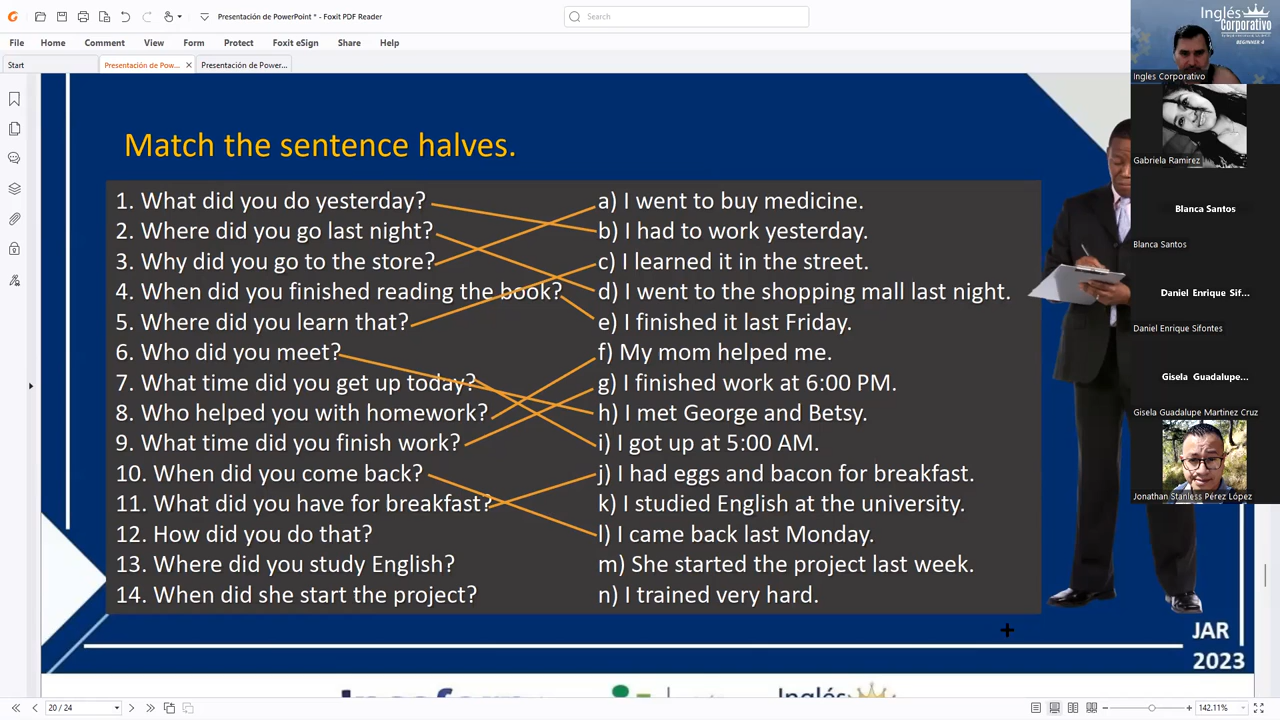 Presentación de PowerPoint * - Foxit PDF Reader
Search
File Home Comment View Form Protect Foxit eSign Share Help
Start
Presentación de Pow...
Presentación de Power...
Inglés
Corporativo
BEGINNER 4
Ingles Corporativo
Gabriela Ramirez
Blanca Santos
Blanca Santos
Daniel Enrique Sif...
Daniel Enrique Sifontes
Gisela Guadalupe...
Gisela Guadalupe Martinez Cruz
Jonathan Stanless Pérez López
Match the sentence halves.
1. What did you do yesterday?
2. Where did you go last night?
3. Why did you go to the store?
4. When did you finished reading the book?
5. Where did you learn that?
6. Who did you meet?
7. What time did you get up today?
8. Who helped you with homework?
9. What time did you finish work?
10. When did you come back?
11. What did you have for breakfast?
12. How did you do that?
13. Where did you study English?
14. When did she start the project?
a) I went to buy medicine.
b) I had to work yesterday.
c) I learned it in the street.
d) I went to the shopping mall last night.
e) I finished it last Friday.
f) My mom helped me.
g) I finished work at 6:00 PM.
h) I met George and Betsy.
i) I got up at 5:00 AM.
j) I had eggs and bacon for breakfast.
k) I studied English at the university.
l) I came back last Monday.
m) She started the project last week.
n) I trained very hard.
JAR
2023
Inglés
20 / 24
142.11%